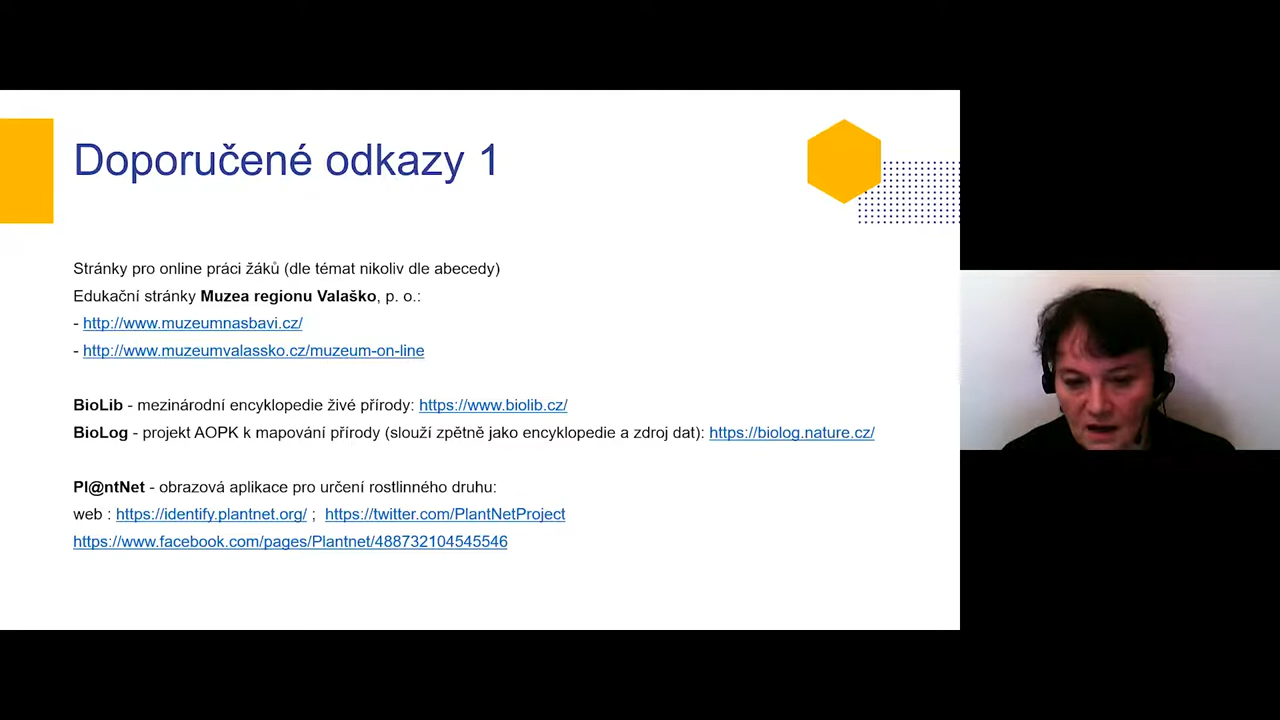 Doporučené odkazy 1
Stránky pro online práci žáků (dle témat nikoliv dle abecedy)
Edukační stránky Muzea regionu Valaško, p. o.:
- http://www.muzeumnasbavi.cz/
- http://www.muzeumvalassko.cz/muzeum-on-line
BioLib - mezinárodní encyklopedie živé přírody: https://www.biolib.cz/
BioLog - projekt AOPK k mapování přírody (slouží zpětně jako encyklopedie a zdroj dat): https://biolog.nature.cz/
Pl@ntNet - obrazová aplikace pro určení rostlinného druhu:
web : https://identify.plantnet.org/ ; https://twitter.com/PlantNetProject
https://www.facebook.com/pages/Plantnet/488732104545546